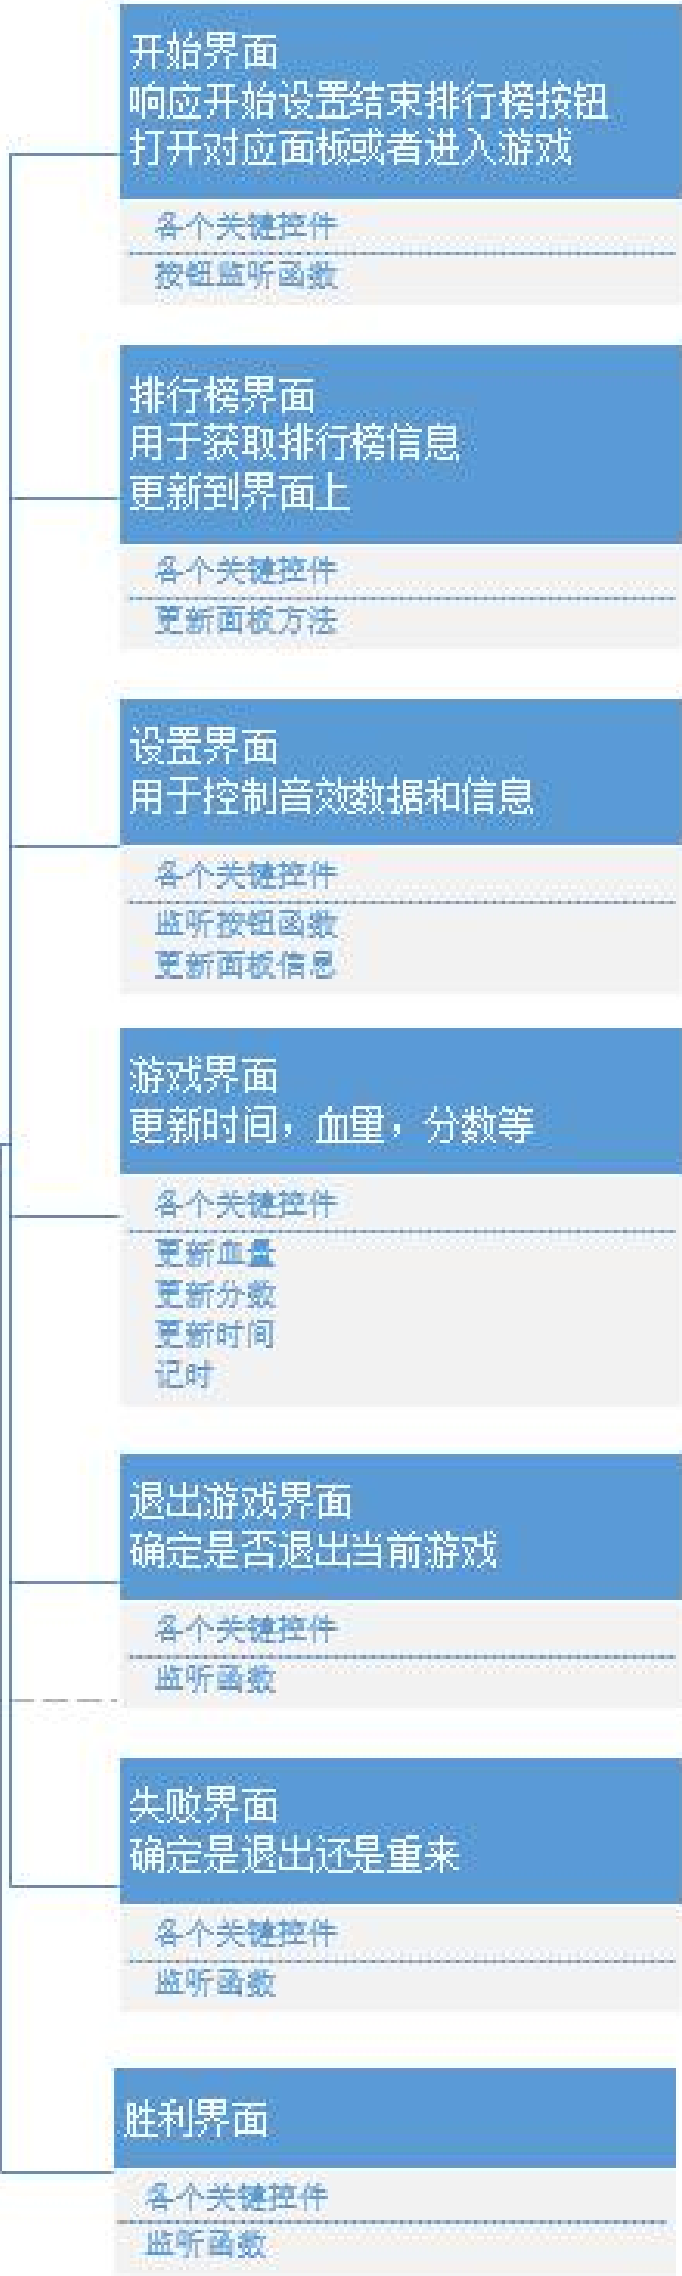 开始界面
响应开始设置结束排行榜按钮
打开对应面板或者进入游戏
各个关键控件
按钮监听函数
排行榜界面
用于获取排行榜信息
更新到界面上
各个关键控件
更新面板方法
设置界面
用于控制音效数据和信息
各个关键控件
监听按钮函数
更新面板信息
游戏界面
更新时间，血量，分数等
各个关键控件
更新血量
更新分数
更新时间
记时
退出游戏界面
确定是否退出当前游戏
各个关键控件
监听函数
失败界面
确定是退出还是重来
各个关键控件
监听函数
胜利界面
各个关键控件
监听函数